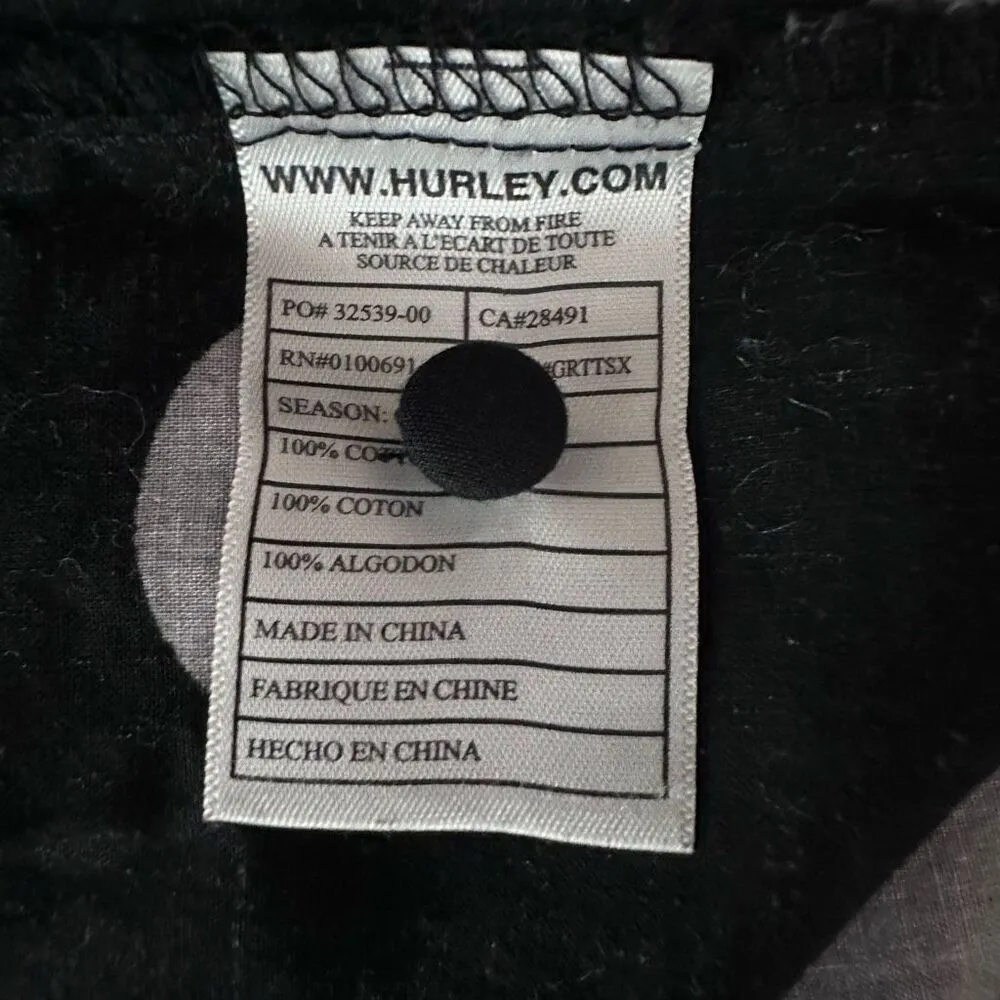 WWW.HURLEY.COM
KEEP AWAY FROM FIRE
A TENIR A L'ECART DE TOUTE
SOURCE DE CHALEUR
PO# 32539-00 CA#28491
RN#0100691 #GRTTSX
SEASON:
100%
100% COTON
100% ALGODON
MADE IN CHINA
FABRIQUE EN CHINE
HECHO EN CHINA